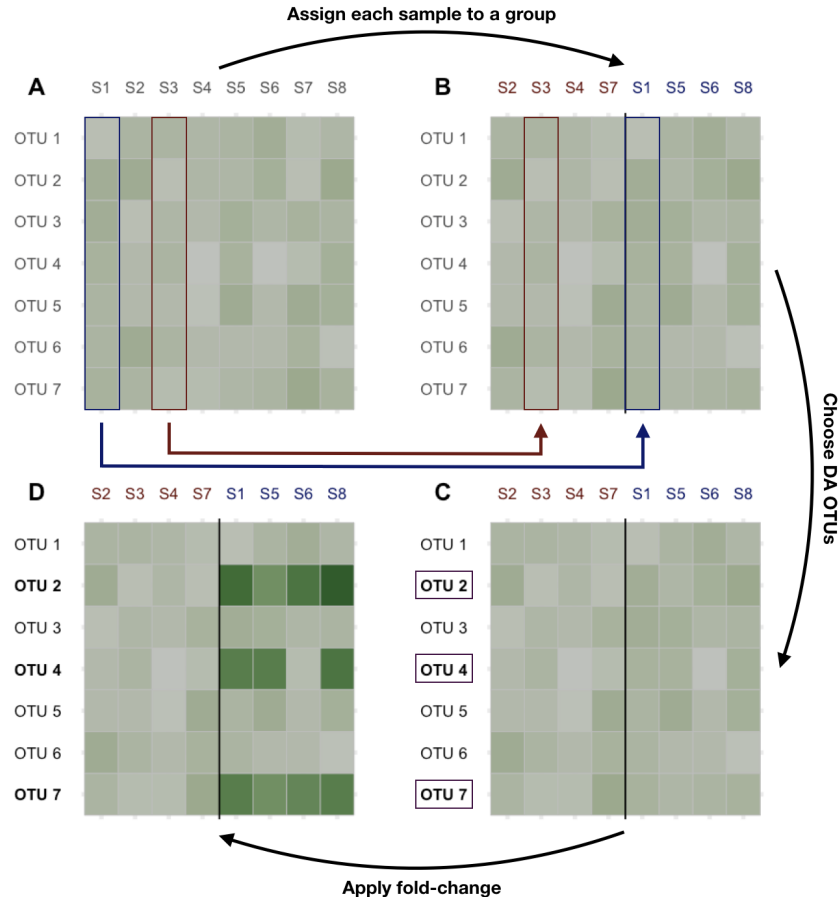 Assign each sample to a group
A S1 S2 S3 S4 S5 S6 S7 S8
OTU 1
OTU 2
OTU 3
OTU 4
OTU 5
OTU 6
OTU 7
B S2 S3 S4 S7 S1 S5 S6 S8
OTU 1
OTU 2
OTU 3
OTU 4
OTU 5
OTU 6
OTU 7
Choose DA OTUs
D S2 S3 S4 S7 S1 S5 S6 S8
OTU 1
OTU 2
OTU 3
OTU 4
OTU 5
OTU 6
OTU 7
C S2 S3 S4 S7 S1 S5 S6 S8
OTU 1
OTU 2
OTU 3
OTU 4
OTU 5
OTU 6
OTU 7
Apply fold-change